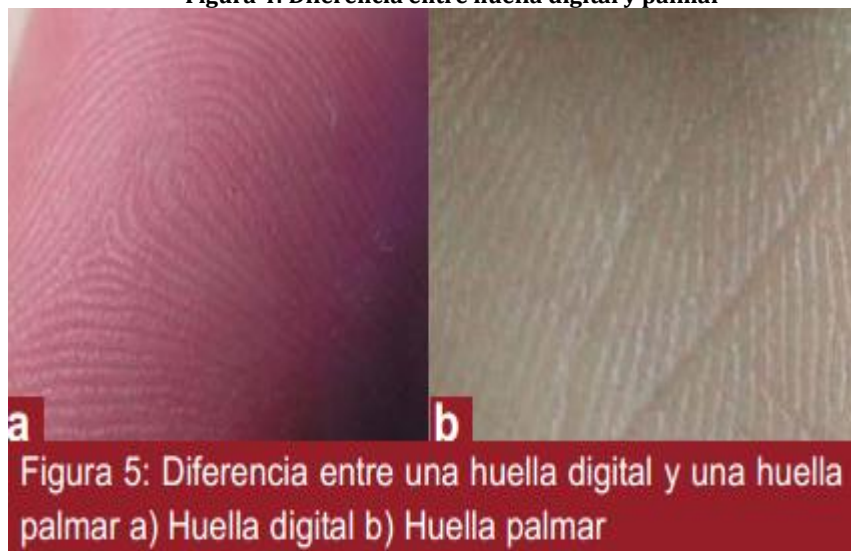 Figura 4: Diferencia entre huella digital y palmar
a
b
Figura 5: Diferencia entre una huella digital y una huella
palmar a) Huella digital b) Huella palmar